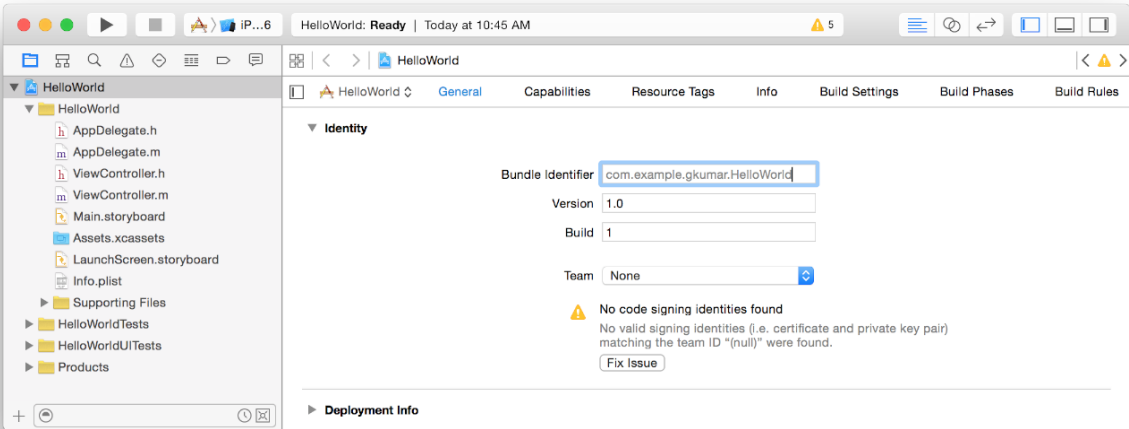 iP...6
HelloWorld: Ready | Today at 10:45 AM
5
HelloWorld
HelloWorld
HelloWorld
General
Capabilities
Resource Tags
Info
Build Settings
Build Phases
Build Rules
HelloWorld
h AppDelegate.h
m AppDelegate.m
h ViewController.h
m ViewController.m
Main.storyboard
Assets.xcassets
LaunchScreen.storyboard
Info.plist
Supporting Files
HelloWorldTests
HelloWorldUITests
Products
Identity
Bundle Identifier com.example.gkumar.HelloWorld
Version 1.0
Build 1
Team None
No code signing identities found
No valid signing identities (i.e. certificate and private key pair)
matching the team ID “(null)” were found.
Fix Issue
Deployment Info